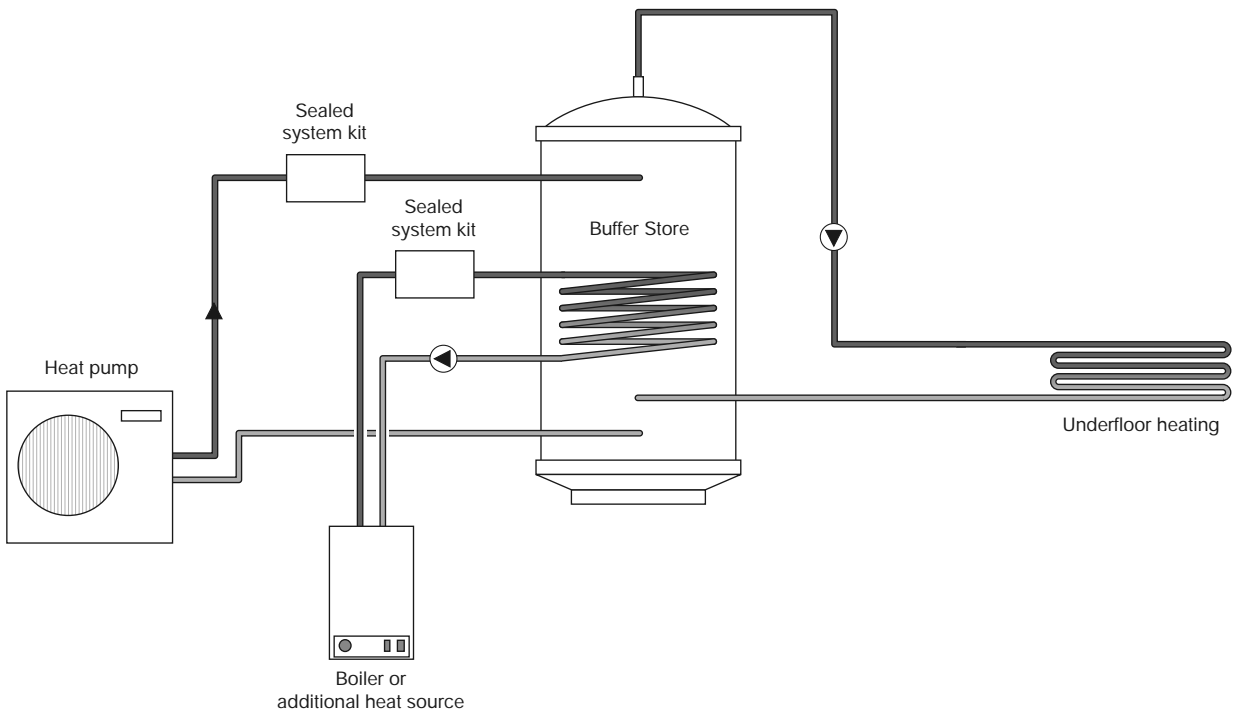 Sealed
system kit
Sealed
system kit
Buffer Store
Heat pump
Underfloor heating
Boiler or
additional heat source